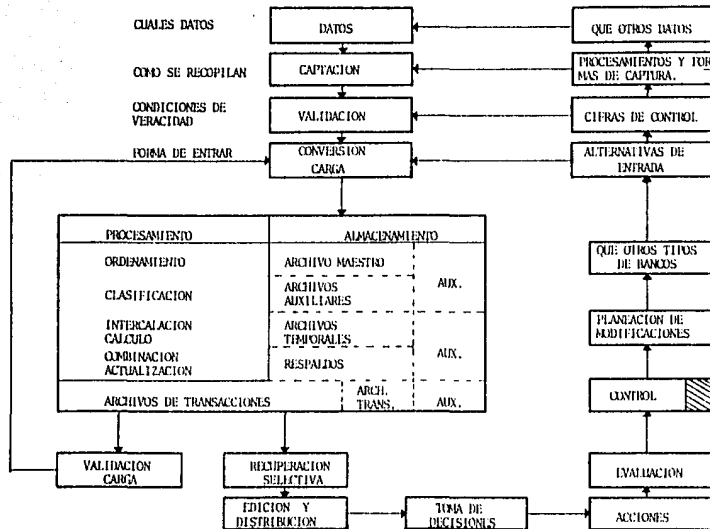 CUALES DATOS
DATOS
QUE OTROS DATOS
COMO SE RECOPILAN
CAPTACION
PROCESAMIENTOS Y FOR
MAS DE CAPTURA.
CONDICIONES DE
VERACIDAD
VALIDACION
CIFRAS DE CONTROL
FORMA DE ENTRAR
CONVERSION
CARGA
ALTERNATIVAS DE
ENTRADA
PROCESAMIENTO
ALMACENAMIENTO
ORDENAMIENTO
ARCHIVO MAESTRO
CLASIFICACION
ARCHIVOS
AUXILIARES
AUX.
INTERCALACION
CALCULO
ARCHIVOS
TEMPORALES
COMBINACION
ACTUALIZACION
RESPALDOS
AUX.
ARCHIVOS DE TRANSACCIONES
ARCH.
TRANS.
AUX.
QUE OTROS TIPOS
DE BANCOS
PLANEACION DE
MODIFICACIONES
CONTROL
VALIDACION
CARGA
RECUPERACION
SELECTIVA
EVALUACION
EDICION Y
DISTRIBUCION
TOMA DE
DECISIONES
ACCIONES